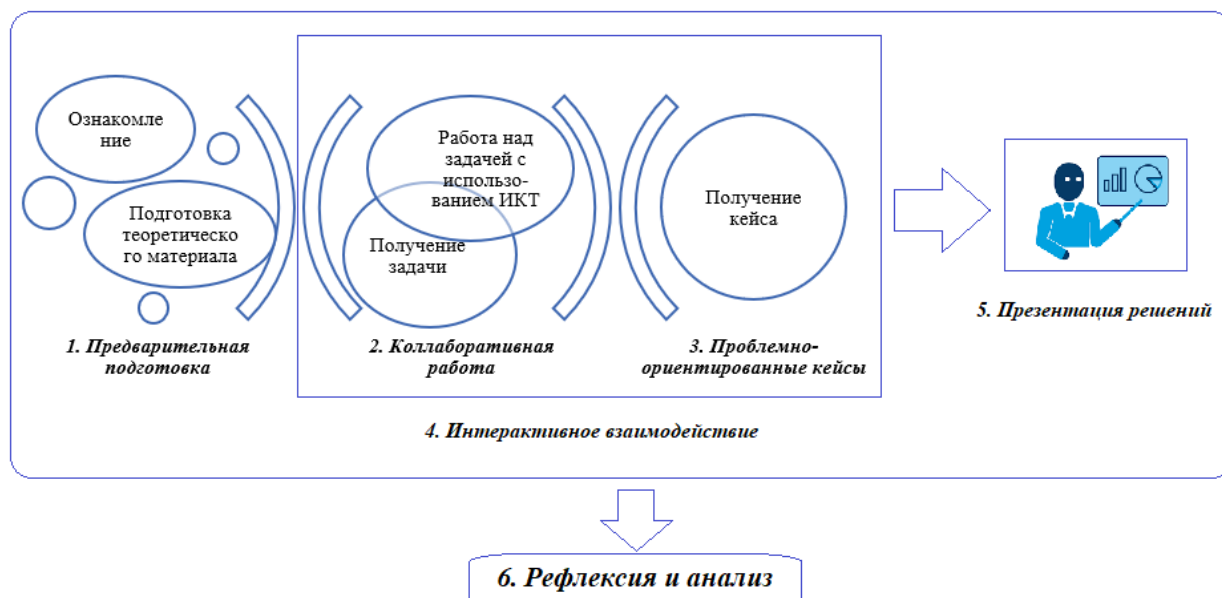 Ознакомле
ние
Подготовка
теоретическо
го материала
1. Предварительная
подготовка
Работа над
задачей с
использо-
ванием ИКТ
Получение
задачи
2. Коллаборативная
работа
Получение
кейса
3. Проблемно-
ориентированные кейсы
4. Интерактивное взаимодействие
5. Презентация решений
6. Рефлексия и анализ